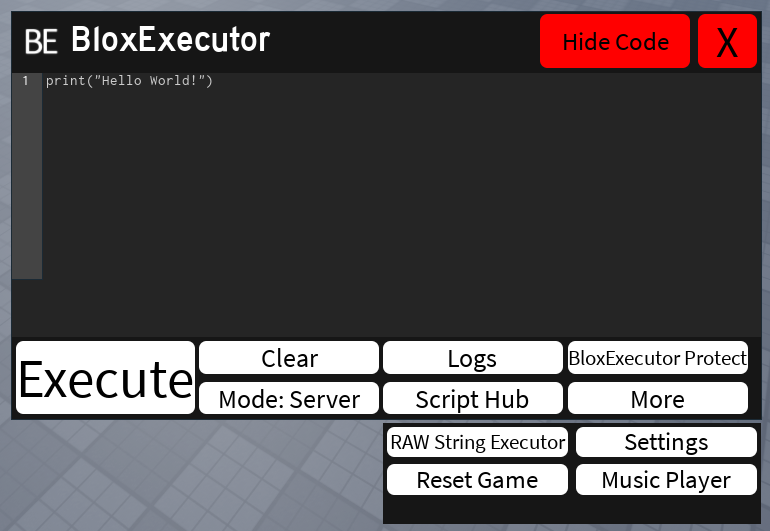 BE BloxExecutor Hide Code X
1 print("Hello World!")
Execute
Clear Logs BloxExecutor Protect
Mode: Server Script Hub More
RAW String Executor Settings
Reset Game Music Player